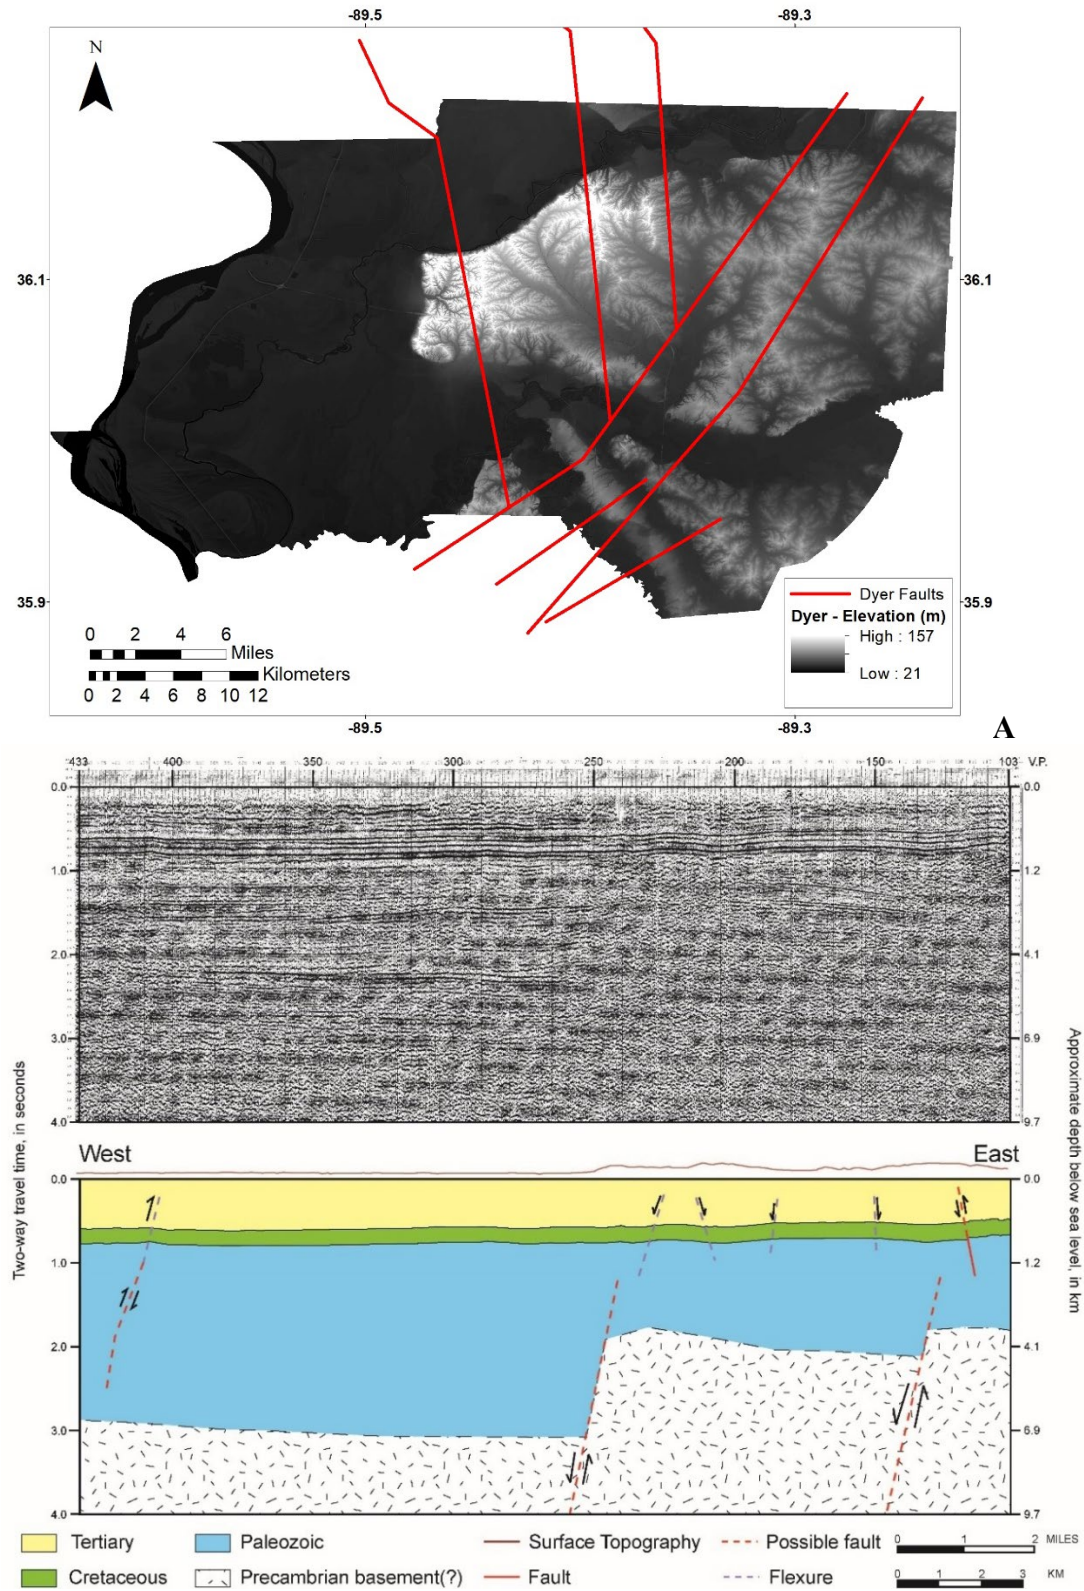 -89.5 -89.3
N
36.1 36.1
35.9 35.9
Dyer Faults
Dyer - Elevation (m)
High : 157
Low : 21
0 2 4 6
Miles
Kilometers
0 2 4 6 8 10 12
-89.5 -89.3
A
433 400 350 300 250 200 150 103 V.P.
0.0 0.0
1.0 1.2
2.0 4.1
3.0 6.9
4.0 9.7
Two-way travel time, in seconds
Approximate depth below sea level, in km
West East
0.0 0.0
1.0 1.2
2.0 4.1
3.0 6.9
4.0 9.7
Tertiary Paleozoic Surface Topography Possible fault 0 1 2 MILES
Cretaceous Precambrian basement(?) Fault Flexure 0 1 2 3 KM